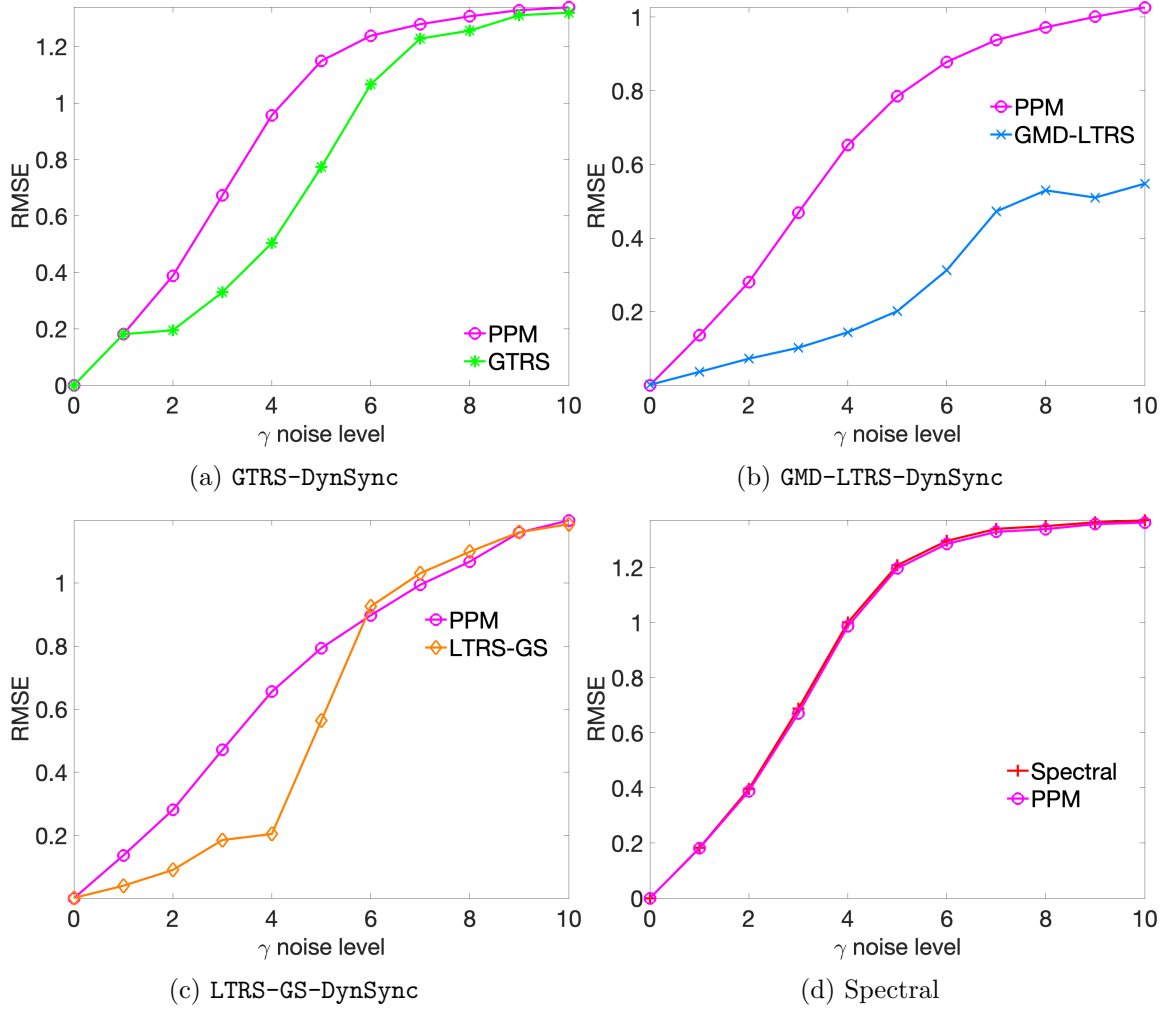 RMSE
1.2
1
0.8
0.6
0.4
0.2
0
PPM
GTRS
0 2 4 6 8 10
γ noise level
(a) GTRS-DynSync
RMSE
1
0.8
0.6
0.4
0.2
0
PPM
GMD-LTRS
0 2 4 6 8 10
γ noise level
(b) GMD-LTRS-DynSync
RMSE
1
0.8
0.6
0.4
0.2
PPM
LTRS-GS
0 2 4 6 8 10
γ noise level
(c) LTRS-GS-DynSync
RMSE
1.2
1
0.8
0.6
0.4
0.2
0
Spectral
PPM
0 2 4 6 8 10
γ noise level
(d) Spectral